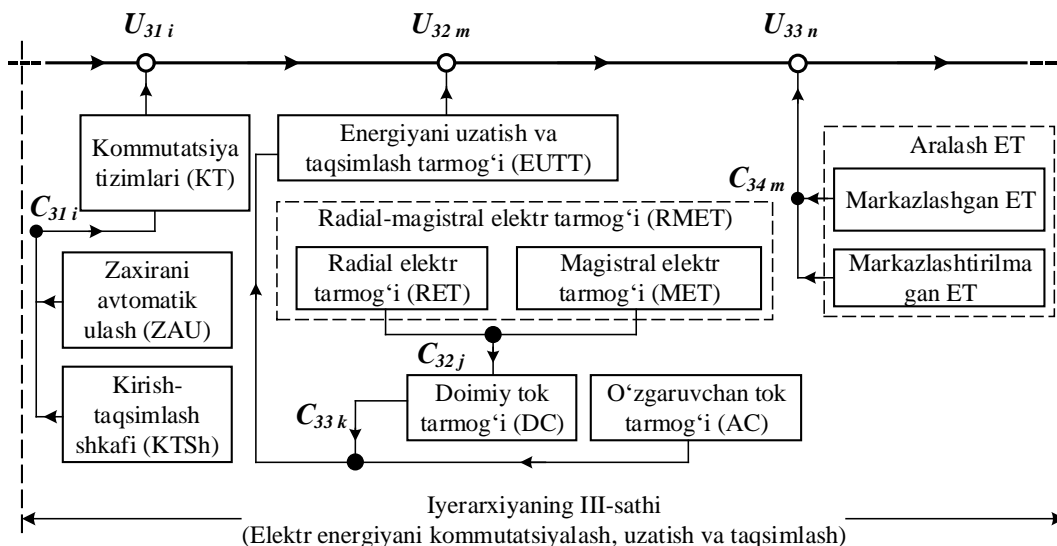 U31 i
U32 m
U33 n
Kommutatsiya
tizimlari (KT)
Energiyani uzatish va
taqsimlash tarmog‘i (EUTT)
Aralash ET
C34 m
Markazlashgan ET
Markazlashtirilma
gan ET
C31 i
Radial-magistral elektr tarmog‘i (RMET)
Radial elektr
tarmog‘i (RET)
Magistral elektr
tarmog‘i (MET)
Zaxirani
avtomatik
ulash (ZAU)
C32 j
Kirish-
taqsimlash
shkafi (KTSh)
C33 k
Doimiy tok
tarmog‘i (DC)
O‘zgaruvchan tok
tarmog‘i (AC)
Iyerarxiyaning III-sathi
(Elektr energiyani kommutatsiyalash, uzatish va taqsimlash)